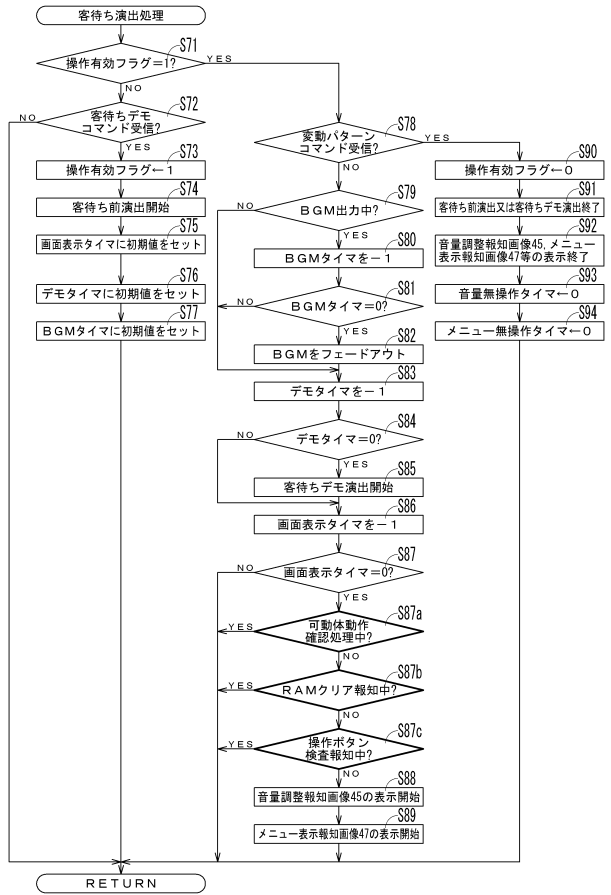 客待ち演出処理
S71
操作有効フラグ＝1?
YES
NO
S72
客待ちデモ
コマンド受信?
NO
YES
S73
操作有効フラグ←1
S74
客待ち前演出開始
S75
画面表示タイマに初期値をセット
S76
デモタイマに初期値をセット
S77
BGMタイマに初期値をセット
S78
変動パターン
コマンド受信?
YES
NO
S79
BGM出力中?
NO
YES
S80
BGMタイマを－1
S81
BGMタイマ＝0?
NO
YES
S82
BGMをフェードアウト
S83
デモタイマを－1
S84
デモタイマ＝0?
NO
YES
S85
客待ちデモ演出開始
S86
画面表示タイマを－1
S87
画面表示タイマ＝0?
NO
YES
S87a
可動体動作
確認処理中?
YES
NO
S87b
RAMクリア報知中?
YES
NO
S87c
操作ボタン
検査報知中?
YES
NO
S88
音量調整報知画像45の表示開始
S89
メニュー表示報知画像47の表示開始
S90
操作有効フラグ←0
S91
客待ち前演出又は客待ちデモ演出終了
S92
音量調整報知画像45、メニュー
表示報知画像47等の表示終了
S93
音量無操作タイマ←0
S94
メニュー無操作タイマ←0
RETURN